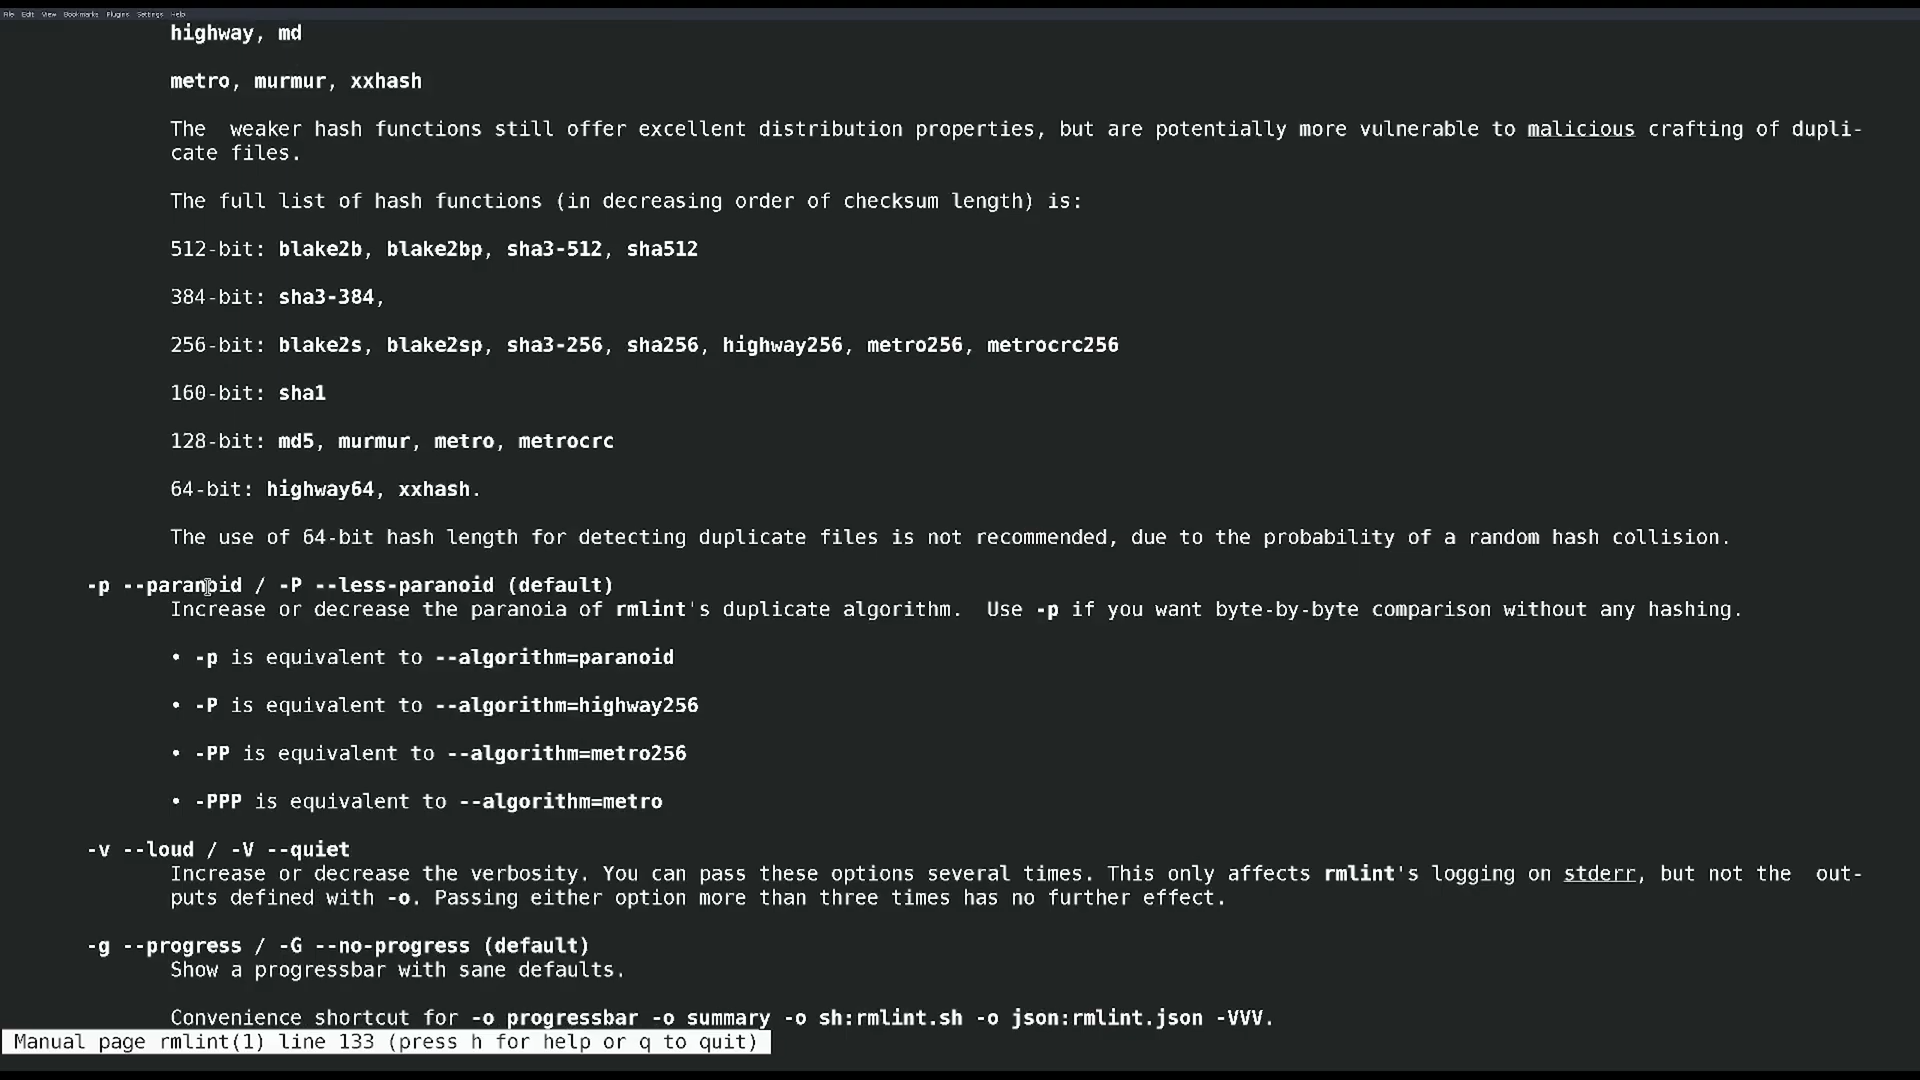 File Edit View Bookmarks Plugins Settings Help
highway, md
metro, murmur, xxhash
The  weaker hash functions still offer excellent distribution properties, but are potentially more vulnerable to malicious crafting of dupli-
cate files.
The full list of hash functions (in decreasing order of checksum length) is:
512-bit: blake2b, blake2bp, sha3-512, sha512
384-bit: sha3-384,
256-bit: blake2s, blake2sp, sha3-256, sha256, highway256, metro256, metrocrc256
160-bit: sha1
128-bit: md5, murmur, metro, metrocrc
64-bit: highway64, xxhash.
The use of 64-bit hash length for detecting duplicate files is not recommended, due to the probability of a random hash collision.
-p --paranoid / -P --less-paranoid (default)
Increase or decrease the paranoia of rmlint's duplicate algorithm.  Use -p if you want byte-by-byte comparison without any hashing.
• -p is equivalent to --algorithm=paranoid
• -P is equivalent to --algorithm=highway256
• -PP is equivalent to --algorithm=metro256
• -PPP is equivalent to --algorithm=metro
-v --loud / -V --quiet
Increase or decrease the verbosity. You can pass these options several times. This only affects rmlint's logging on stderr, but not the  out-
puts defined with -o. Passing either option more than three times has no further effect.
-g --progress / -G --no-progress (default)
Show a progressbar with sane defaults.
Convenience shortcut for -o progressbar -o summary -o sh:rmlint.sh -o json:rmlint.json -VVV.
Manual page rmlint(1) line 133 (press h for help or q to quit)